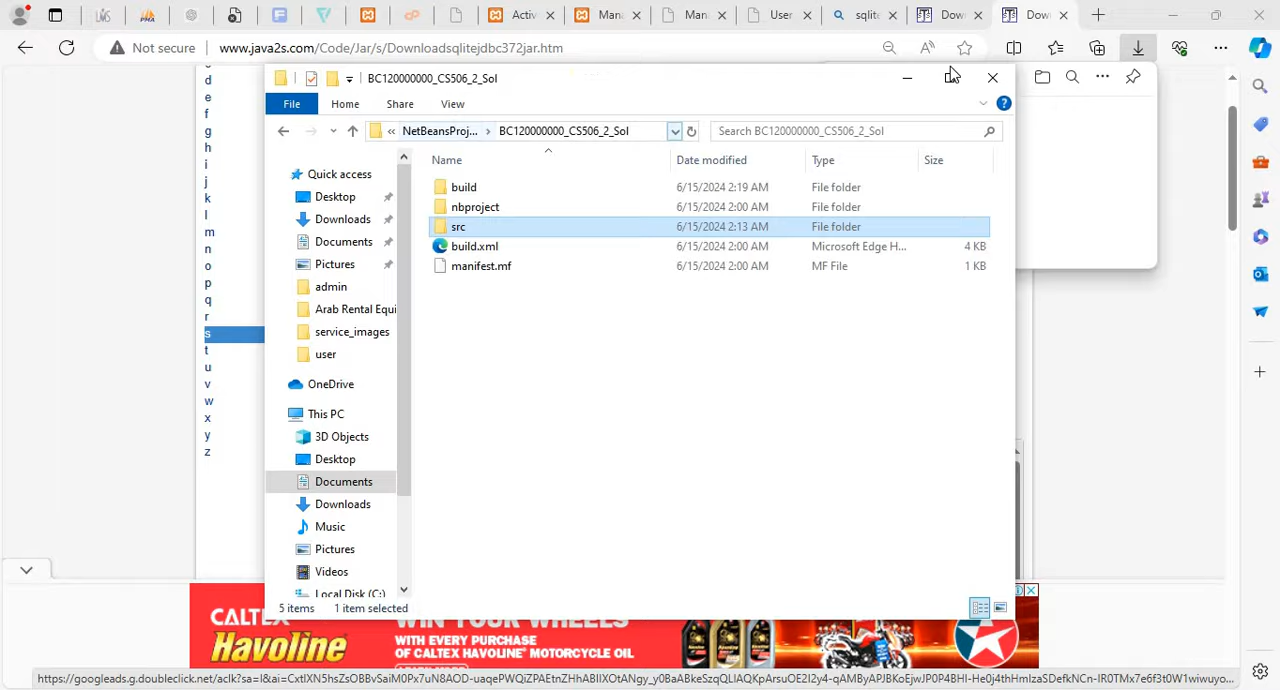 Activ
Mana
Man
User
sqlite
Dow
Dow
Not secure
www.java2s.com/Code/Jar/s/Downloadsqlitejdbc372jar.htm
BC120000000_CS506_2_Sol
File
Home
Share
View
NetBeansProj...
BC120000000_CS506_2_Sol
Search BC120000000_CS506_2_Sol
Name
Date modified
Type
Size
build
6/15/2024 2:19 AM
File folder
nbproject
6/15/2024 2:00 AM
File folder
src
6/15/2024 2:13 AM
File folder
build.xml
6/15/2024 2:00 AM
Microsoft Edge H...
4 KB
manifest.mf
6/15/2024 2:00 AM
MF File
1 KB
Quick access
Desktop
Downloads
Documents
Pictures
admin
Arab Rental Equi
service_images
user
OneDrive
This PC
3D Objects
Desktop
Documents
Downloads
Music
Pictures
Videos
Local Disk (C:)
5 items
1 item selected
d
e
f
g
h
i
j
k
l
m
n
o
p
q
r
s
t
u
v
w
x
y
z
CALTEX
Havoline
WIN YOUR WHEELS
WITH EVERY PURCHASE
OF CALTEX HAVOLINE® MOTORCYCLE OIL